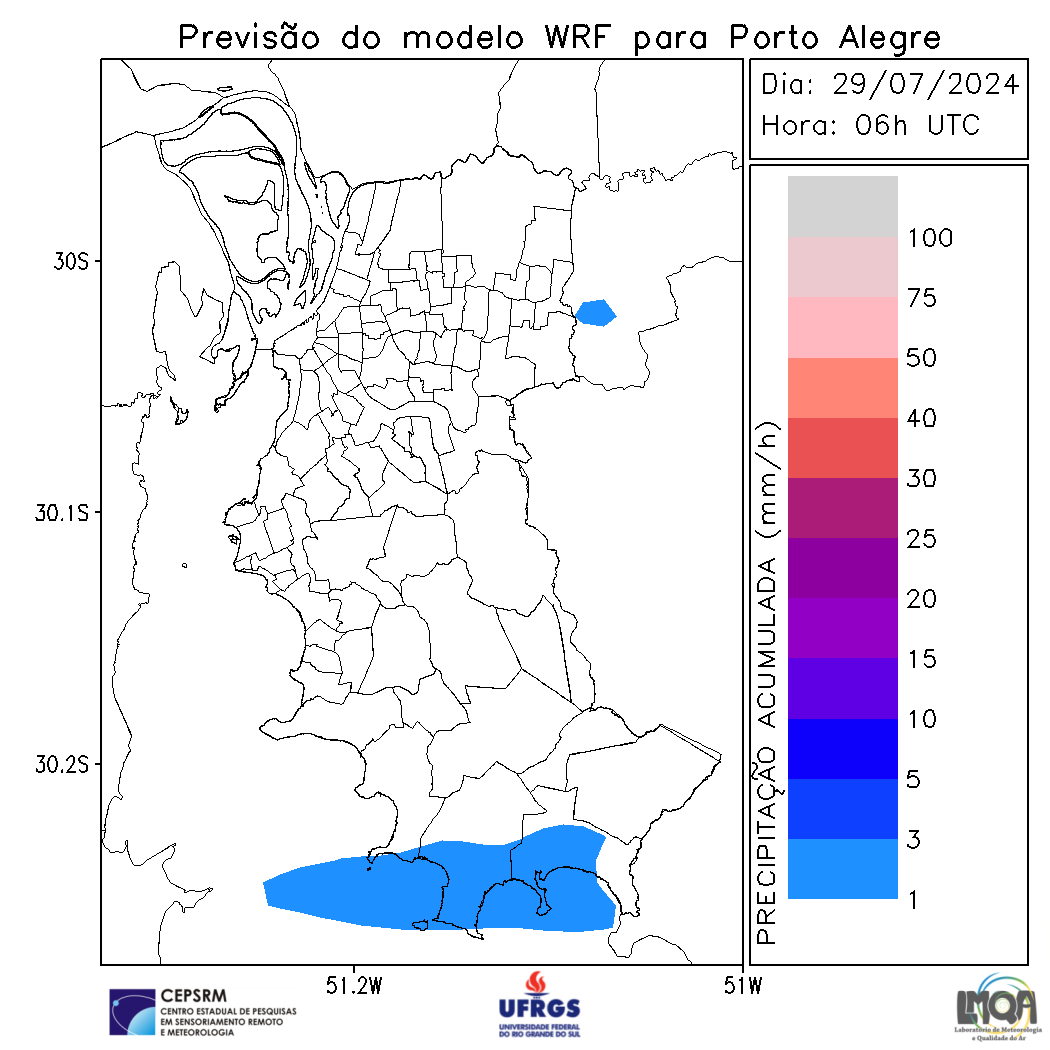 Previsão do modelo WRF para Porto Alegre
Dia: 29/07/2024
Hora: 06h UTC
30S
30.1S
30.2S
51.2W
51W
PRECIPITAÇÃO ACUMULADA (mm/h)
100
75
50
40
30
25
20
15
10
5
3
1
CEPSRM
CENTRO ESTADUAL DE PESQUISAS
EM SENSORIAMENTO REMOTO
E METEOROLOGIA
UFRGS
UNIVERSIDADE FEDERAL
DO RIO GRANDE DO SUL
LMQA
Laboratório de Meteorologia
e Qualidade do Ar